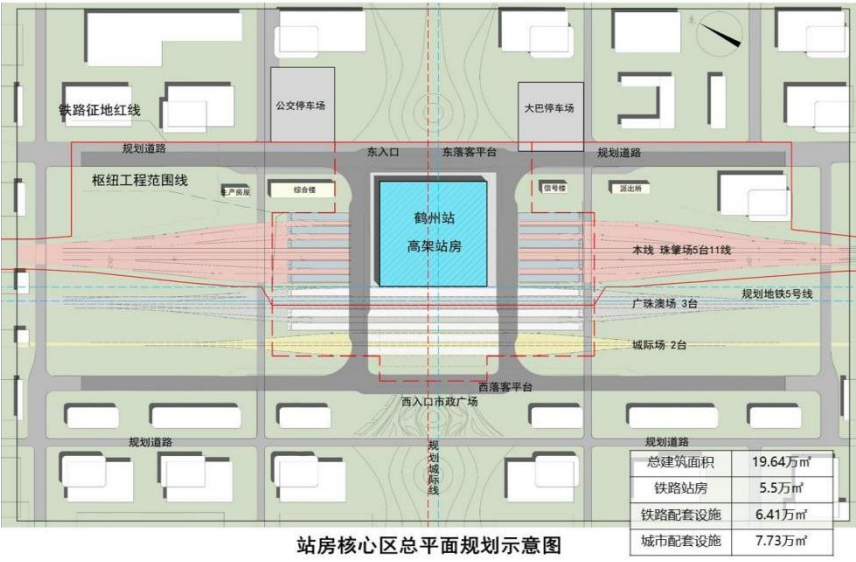 铁路征地红线
公交停车场
大巴停车场
规划道路
东入口
东落客平台
规划道路
枢纽工程范围线
生产房屋
综合楼
信号楼
派出所
鹤州站
高架站房
本线 珠肇场5台11线
规划地铁5号线
广珠澳场 3台
城际场 2台
西落客平台
西入口市政广场
规划道路
规划城际线
规划道路
总建筑面积 19.64万㎡
铁路站房 5.5万㎡
铁路配套设施 6.41万㎡
城市配套设施 7.73万㎡
站房核心区总平面规划示意图